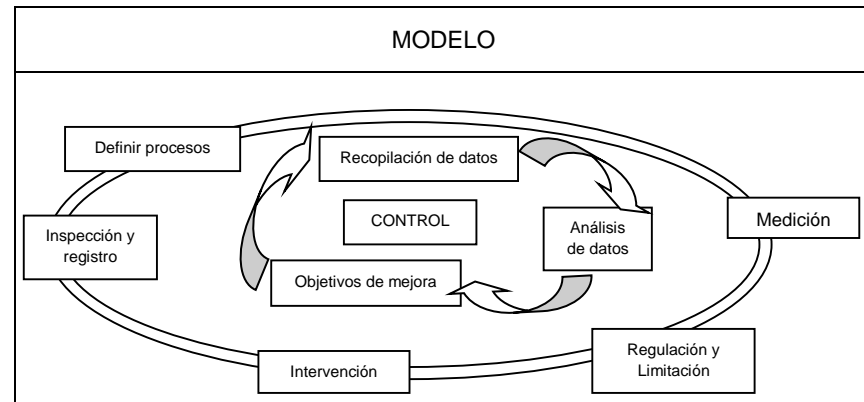 MODELO
Definir procesos
Recopilación de datos
Inspección y
registro
CONTROL
Análisis
de datos
Medición
Objetivos de mejora
Intervención
Regulación y
Limitación